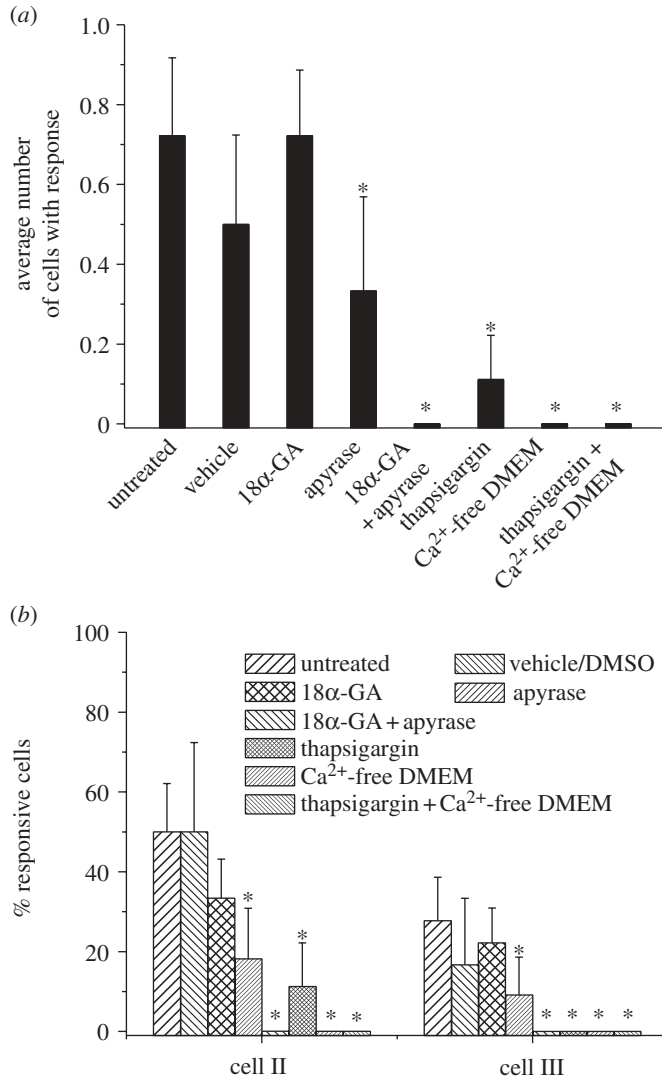 (a)
1.0
0.8
0.6
0.4
0.2
0
average number
of cells with response
*
*
*
*
*
untreated
vehicle
18α-GA
apyrase
18α-GA
+ apyrase
thapsigargin
Ca²⁺-free DMEM
thapsigargin +
Ca²⁺-free DMEM
(b)
100
80
60
40
20
0
% responsive cells
untreated
vehicle/DMSO
18α-GA
apyrase
18α-GA + apyrase
thapsigargin
Ca²⁺-free DMEM
thapsigargin + Ca²⁺-free DMEM
* * * * *
* * * * *
cell II
cell III